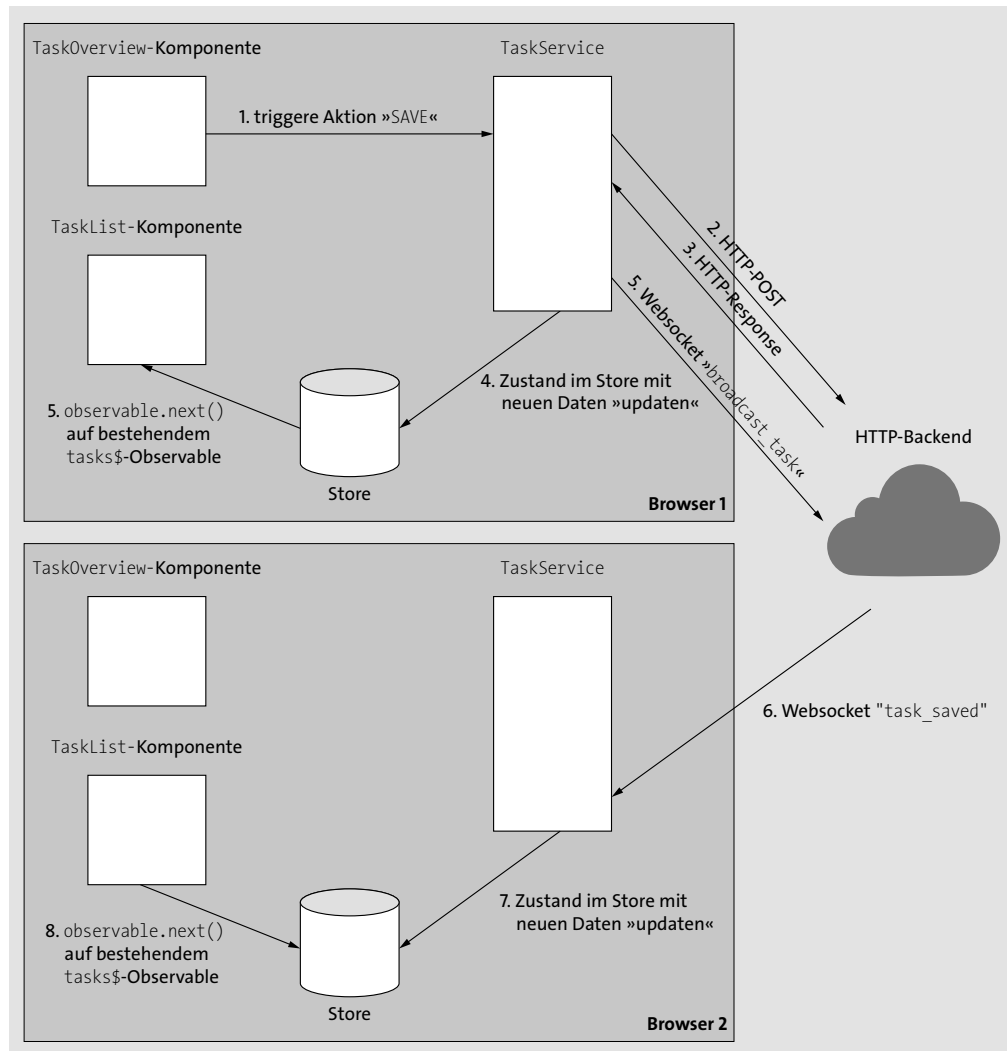 TaskOverview-Komponente
TaskService
1. triggere Aktion »SAVE«
TaskList-Komponente
2. HTTP-POST
3. HTTP-Response
5. Websocket »broadcast_task«
4. Zustand im Store mit
neuen Daten »updaten«
5. observable.next()
auf bestehendem
tasks$-Observable
Store
Browser 1
HTTP-Backend
TaskOverview-Komponente
TaskService
6. Websocket "task_saved"
TaskList-Komponente
7. Zustand im Store mit
neuen Daten »updaten«
8. observable.next()
auf bestehendem
tasks$-Observable
Store
Browser 2